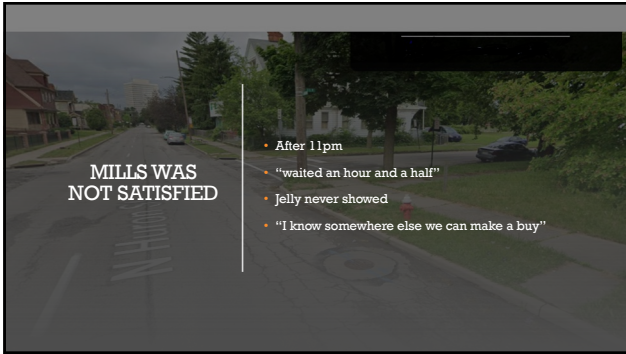 MILLS WAS
NOT SATISFIED
• After 11pm
• “waited an hour and a half”
• Jelly never showed
• “I know somewhere else we can make a buy”
N Huron